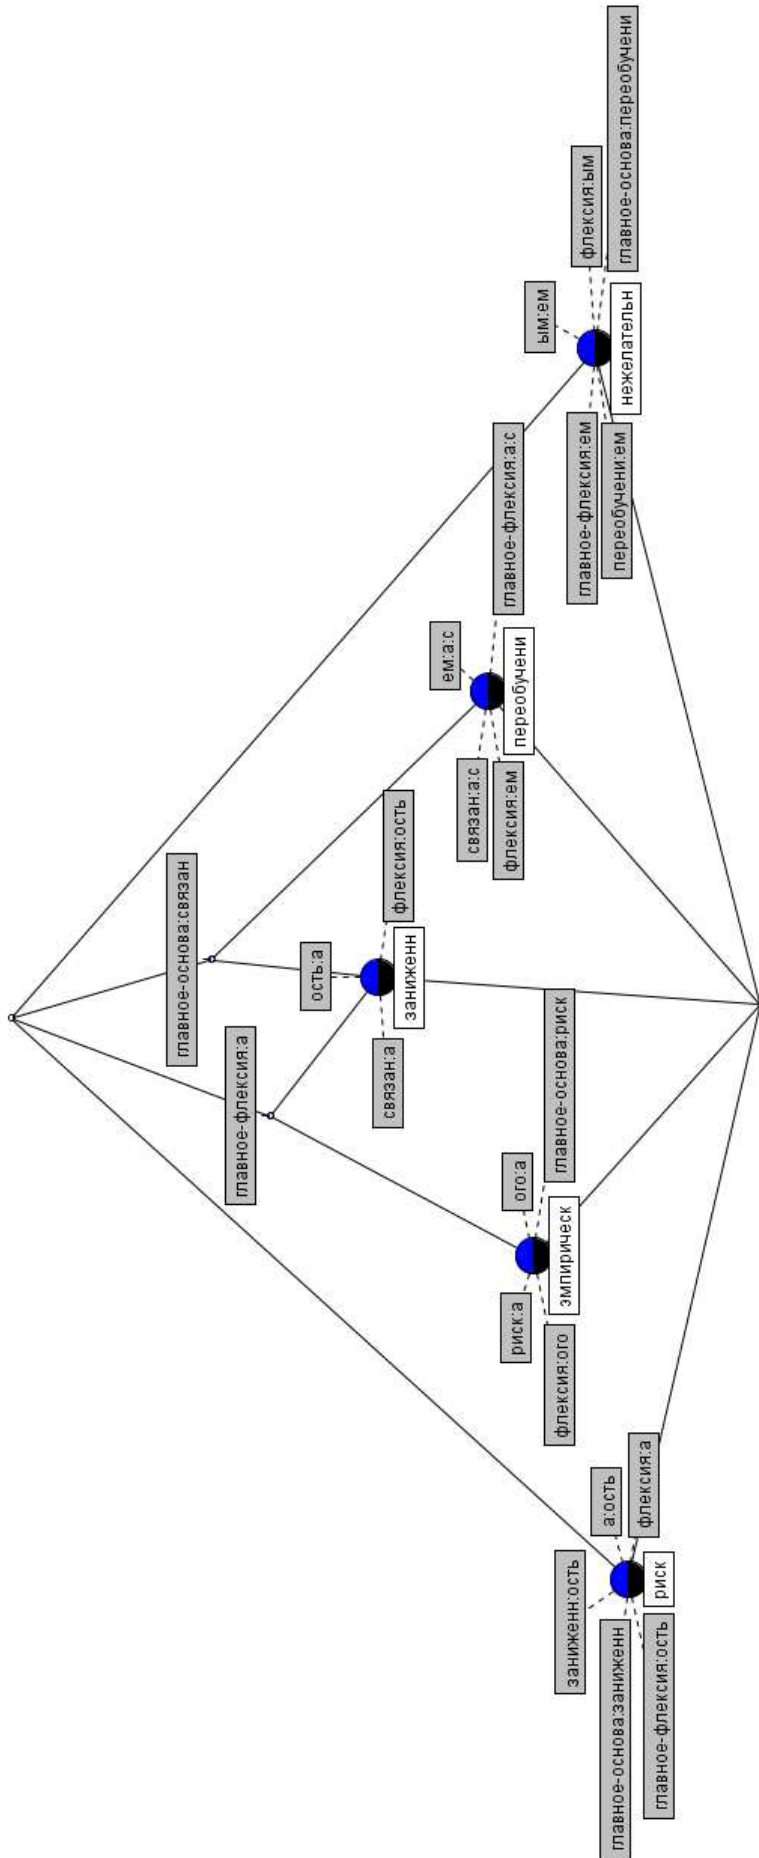 главное-основа:связан
главное-флексия:а
ость:а
флексия:ость
связан:а
заниженн
ем:а:с
главное-флексия:а:с
связан:а:с
флексия:ем
переобучени
ым:ем
флексия:ым
главное-основа:переобучени
главное-флексия:ем
переобучени:ем
нежелательн
ого:а
главное-основа:риск
риск:а
флексия:ого
эмпирическ
а:ость
флексия:а
заниженн:ость
главное-основа:заниженн
главное-флексия:ость
риск